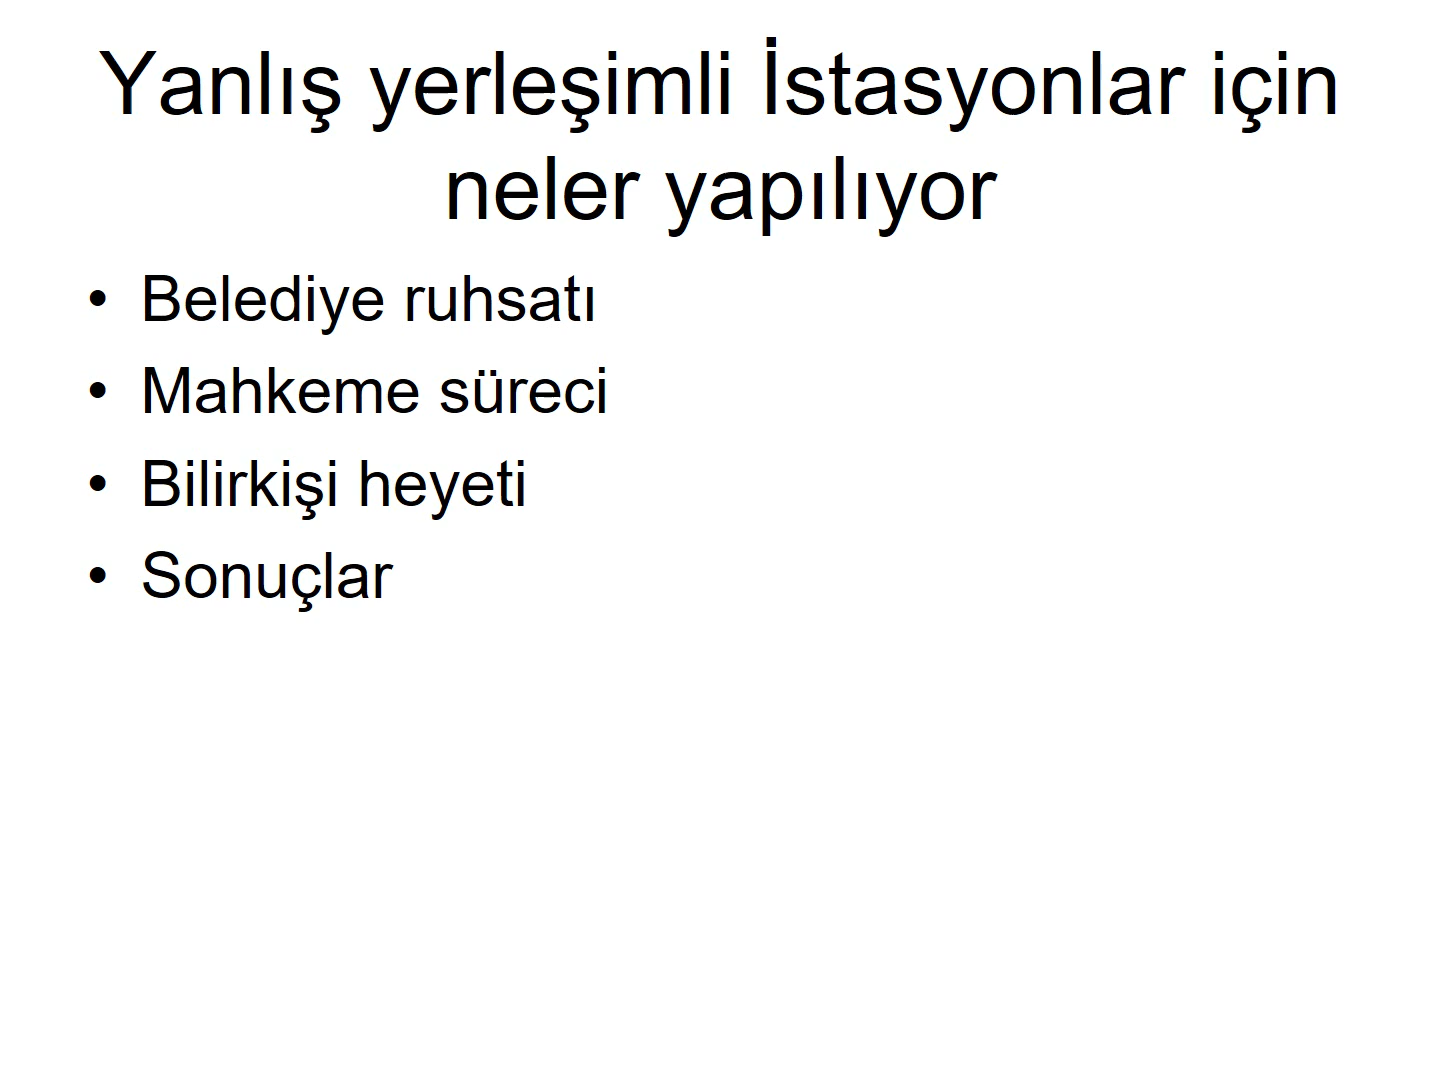 Yanlış yerleşimli İstasyonlar için
neler yapılıyor
• Belediye ruhsatı
• Mahkeme süreci
• Bilirkişi heyeti
• Sonuçlar